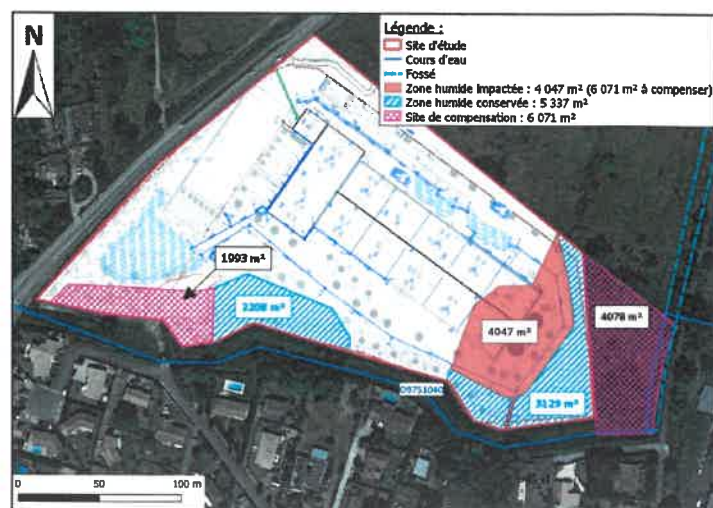 N
Légende :
Site d'étude
Cours d'eau
Fossé
Zone humide impactée : 4 047 m² (6 071 m² à compenser)
Zone humide conservée : 5 337 m²
Site de compensation : 6 071 m²
1993 m²
2208 m²
4047 m²
4078 m²
3129 m²
O9751040
0 50 100 m